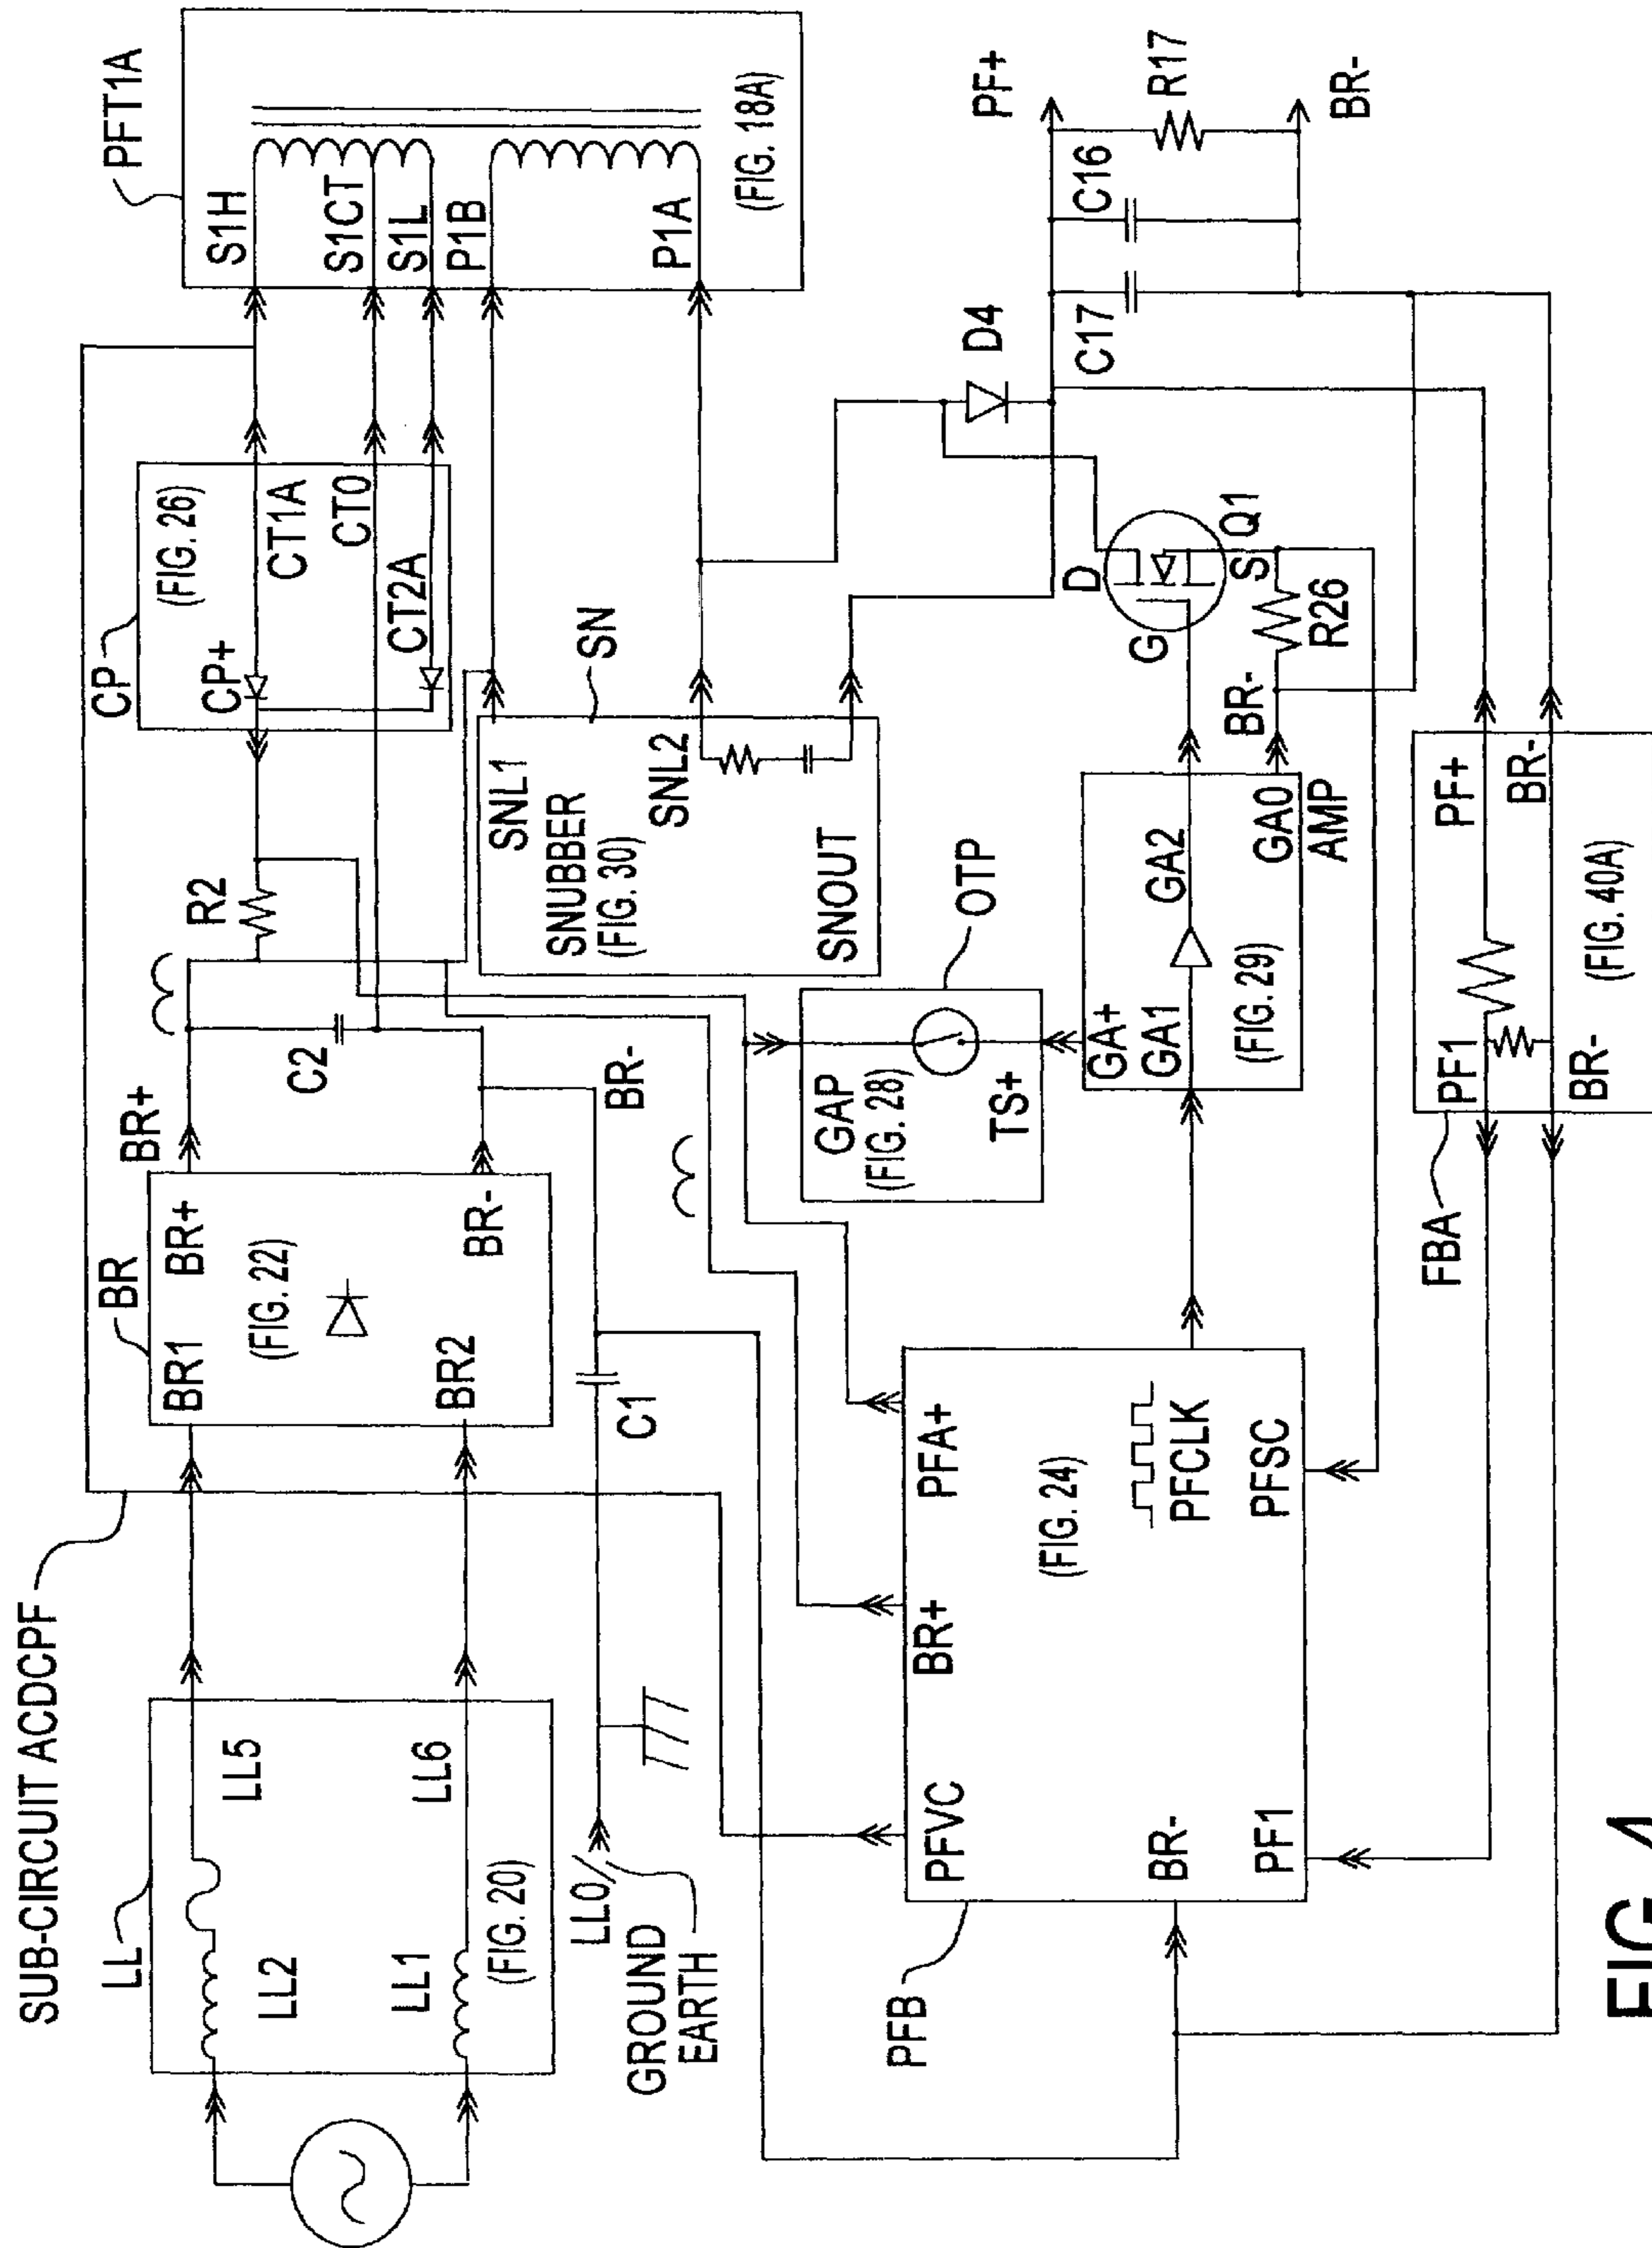 SUB-CIRCUIT ACDCPF
LL
LL2
LL5
LL1
LL6
(FIG. 20)
LL0
GROUND
EARTH
BR
BR1
BR+
(FIG. 22)
BR2
BR-
BR+
BR-
C1
C2
R2
CP
CP+
(FIG. 26)
CT1A
CT0
CT2A
PFT1A
S1H
S1CT
S1L
P1B
P1A
(FIG. 18A)
SN
SNL1
SNUBBER
(FIG. 30)
SNL2
SNOUT
OTP
GAP
(FIG. 28)
TS+
GA+
GA1
GA2
(FIG. 29)
GA0
AMP
BR-
G
D
S
Q1
R26
D4
C17
C16
R17
PF+
BR-
PFB
PFVC
BR+
PFA+
(FIG. 24)
PFCLK
BR-
PF1
PFSC
FBA
PF1
PF+
BR-
BR-
(FIG. 40A)
FIG. 4